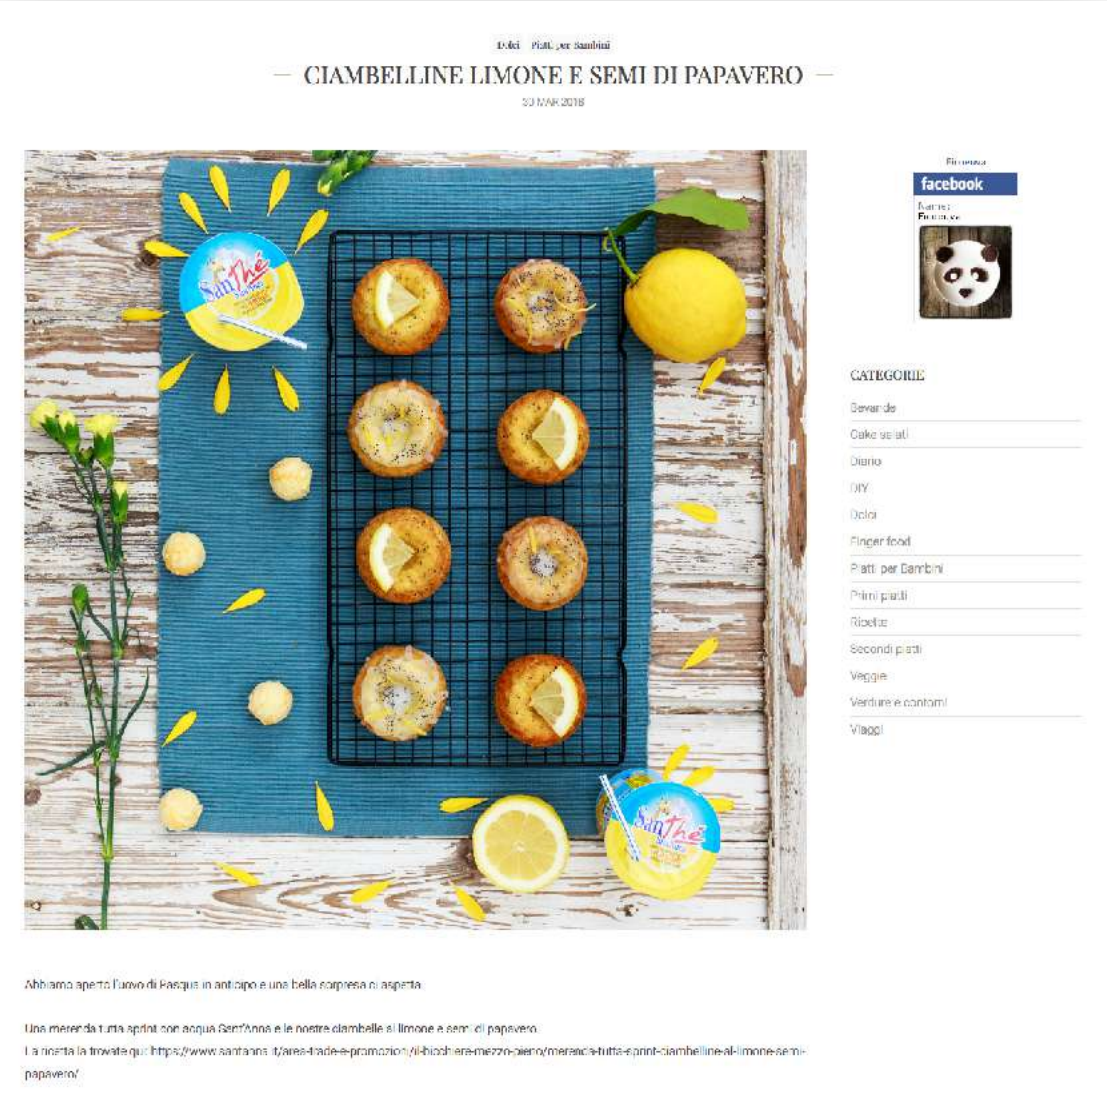 Dolci Piatti per Bambini
CIAMBELLINE LIMONE E SEMI DI PAPAVERO
30 MAR 2018
facebook
Name:
SanThé
CATEGORIE
Bevande
Cake salati
Diario
DIY
Dolci
Finger food
Piatti per Bambini
Primi piatti
Ricette
Secondi piatti
Veggie
Verdure e contorni
Viaggi
SanThé
Abbiamo aperto l'uovo di Pasqua in anticipo e una bella sorpresa ci aspetta
Una merenda tutta sprint con acqua Sant'Anna e le nostre ciambelle al limone e semi di papavero
La ricetta la trovate qui: https://www.santanna.it/area-trade-e-promozioni/il-bicchiere-mezzo-pieno/merenda-tutta-sprint-ciambelline-al-limone-semi-
papavero/